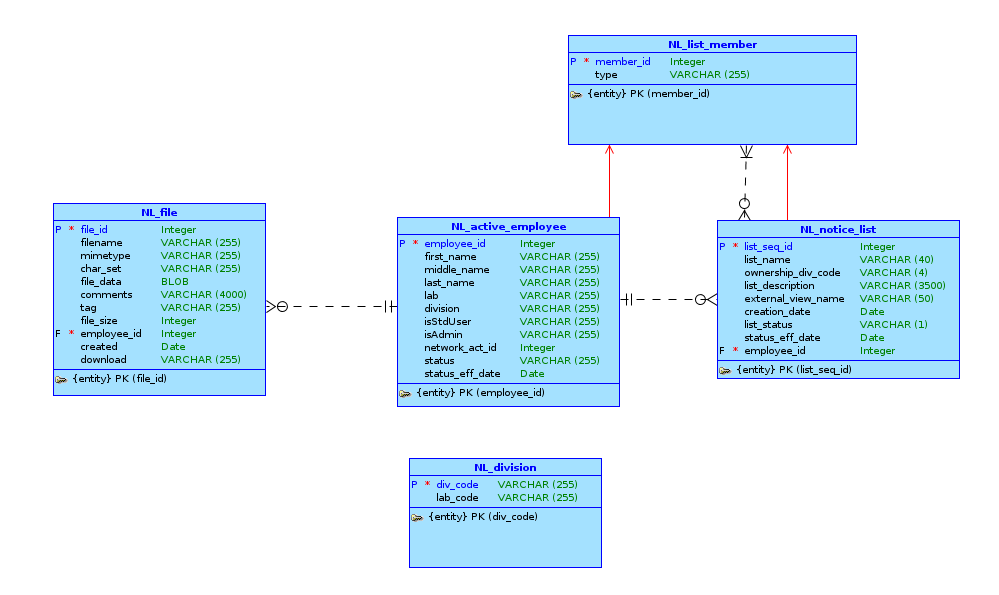 NL_list_member
P * member_id Integer
type VARCHAR (255)
{entity} PK (member_id)
NL_file
P * file_id Integer
filename VARCHAR (255)
mimetype VARCHAR (255)
char_set VARCHAR (255)
file_data BLOB
comments VARCHAR (4000)
tag VARCHAR (255)
file_size Integer
F * employee_id Integer
created Date
download VARCHAR (255)
{entity} PK (file_id)
NL_active_employee
P * employee_id Integer
first_name VARCHAR (255)
middle_name VARCHAR (255)
last_name VARCHAR (255)
lab VARCHAR (255)
division VARCHAR (255)
isStdUser VARCHAR (255)
isAdmin VARCHAR (255)
network_act_id Integer
status VARCHAR (255)
status_eff_date Date
{entity} PK (employee_id)
NL_notice_list
P * list_seq_id Integer
list_name VARCHAR (40)
ownership_div_code VARCHAR (4)
list_description VARCHAR (3500)
external_view_name VARCHAR (50)
creation_date Date
list_status VARCHAR (1)
status_eff_date Date
F * employee_id Integer
{entity} PK (list_seq_id)
NL_division
P * div_code VARCHAR (255)
lab_code VARCHAR (255)
{entity} PK (div_code)